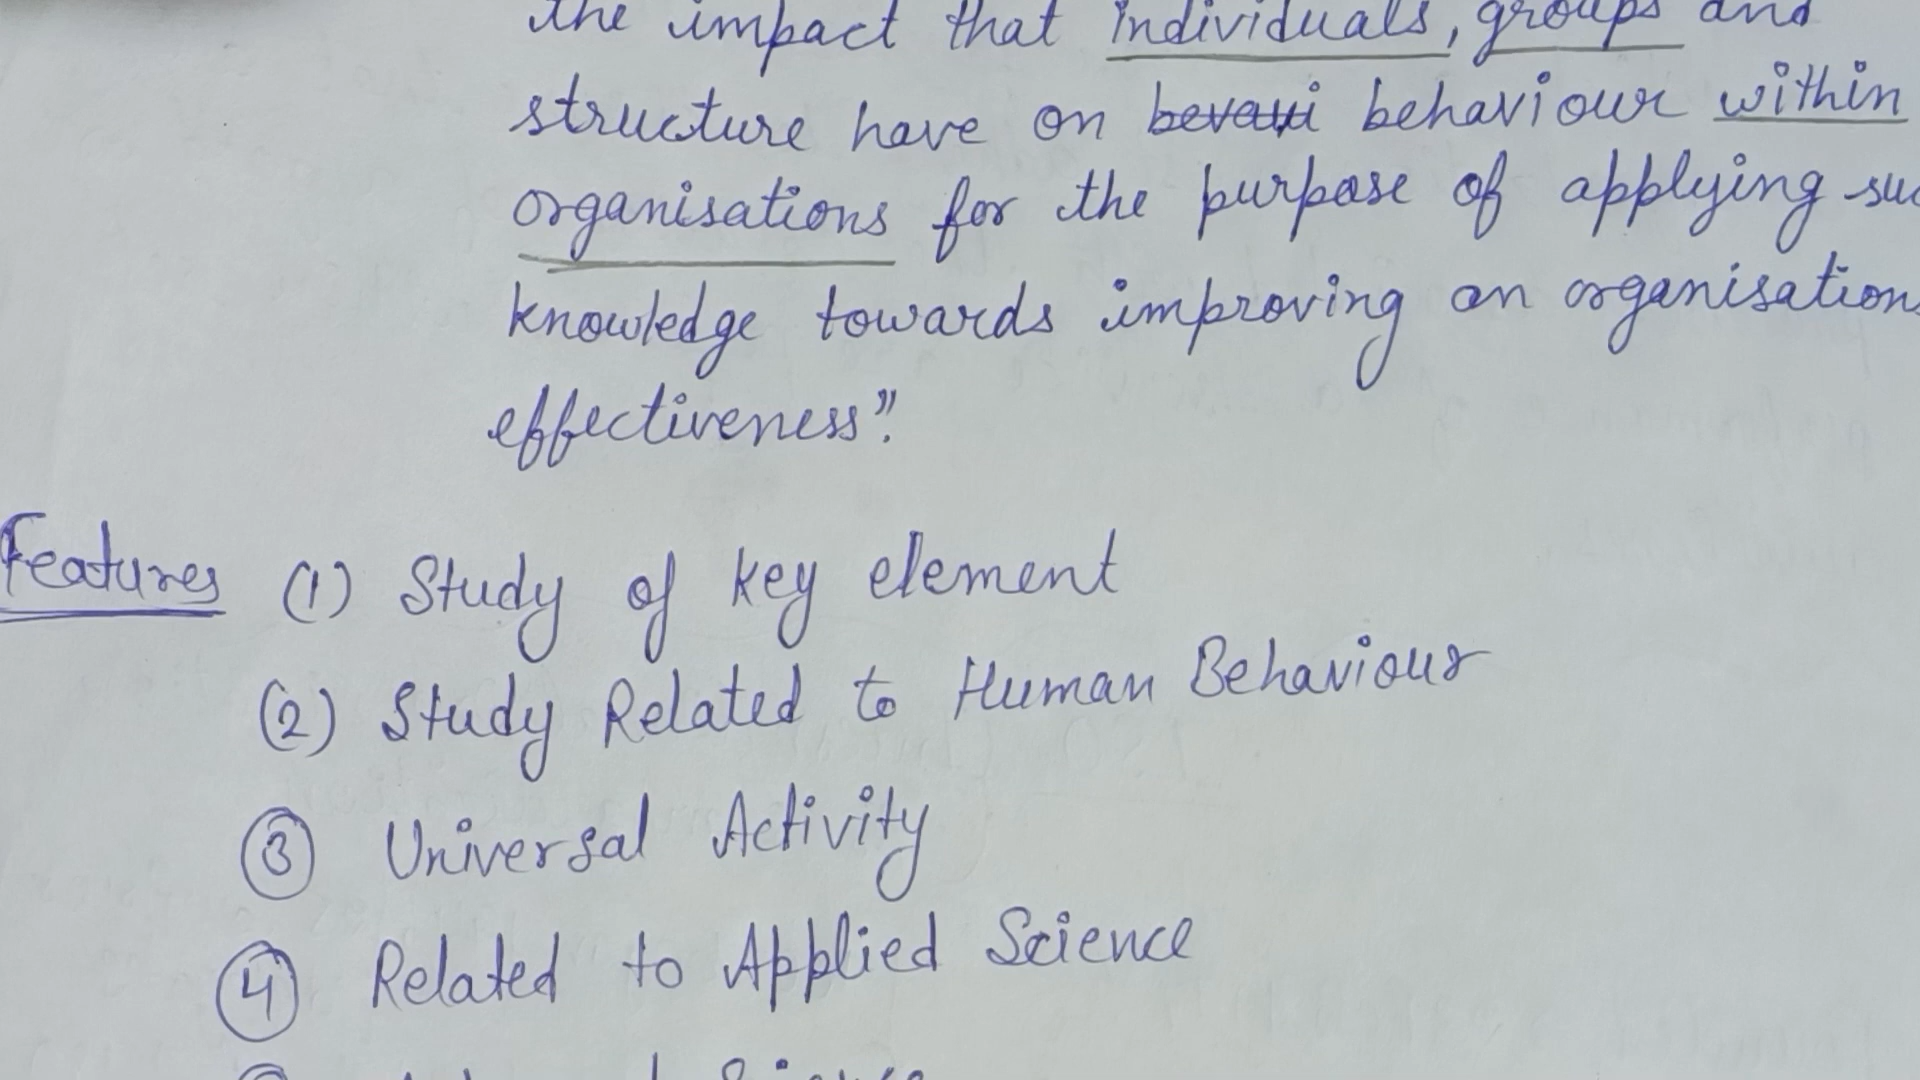 the impact that individuals, groups and
structure have on bevavi behaviour within
organisations for the purpose of applying
knowledge towards improving an organisation
effectiveness".
Features (1) Study of key element
(2) Study Related to Human Behaviour
3 Universal Activity
4 Related to Applied Science